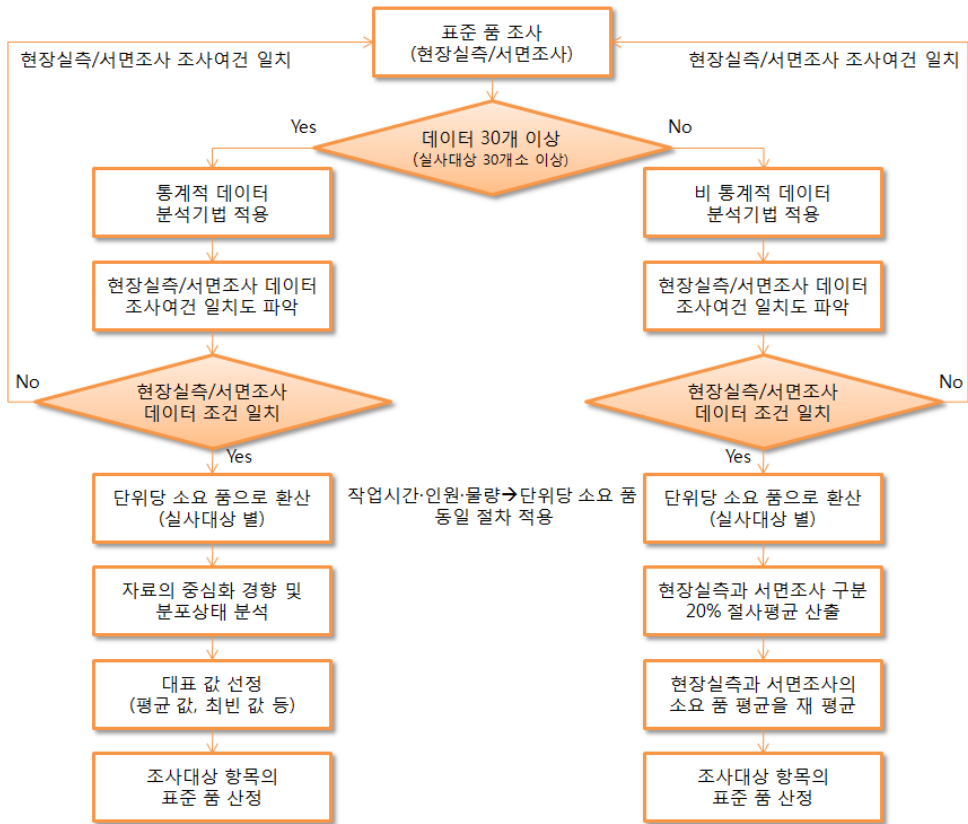 표준 품 조사
(현장실측/서면조사)
현장실측/서면조사 조사여건 일치
현장실측/서면조사 조사여건 일치
데이터 30개 이상
(실사대상 30개소 이상)
Yes
No
통계적 데이터
분석기법 적용
비 통계적 데이터
분석기법 적용
현장실측/서면조사 데이터
조사여건 일치도 파악
현장실측/서면조사 데이터
조사여건 일치도 파악
No
현장실측/서면조사
데이터 조건 일치
현장실측/서면조사
데이터 조건 일치
No
Yes
Yes
단위당 소요 품으로 환산
(실사대상 별)
작업시간·인원·물량→단위당 소요 품
동일 절차 적용
단위당 소요 품으로 환산
(실사대상 별)
자료의 중심화 경향 및
분포상태 분석
현장실측과 서면조사 구분
20% 절사평균 산출
대표 값 선정
(평균 값, 최빈 값 등)
현장실측과 서면조사의
소요 품 평균을 재 평균
조사대상 항목의
표준 품 산정
조사대상 항목의
표준 품 산정